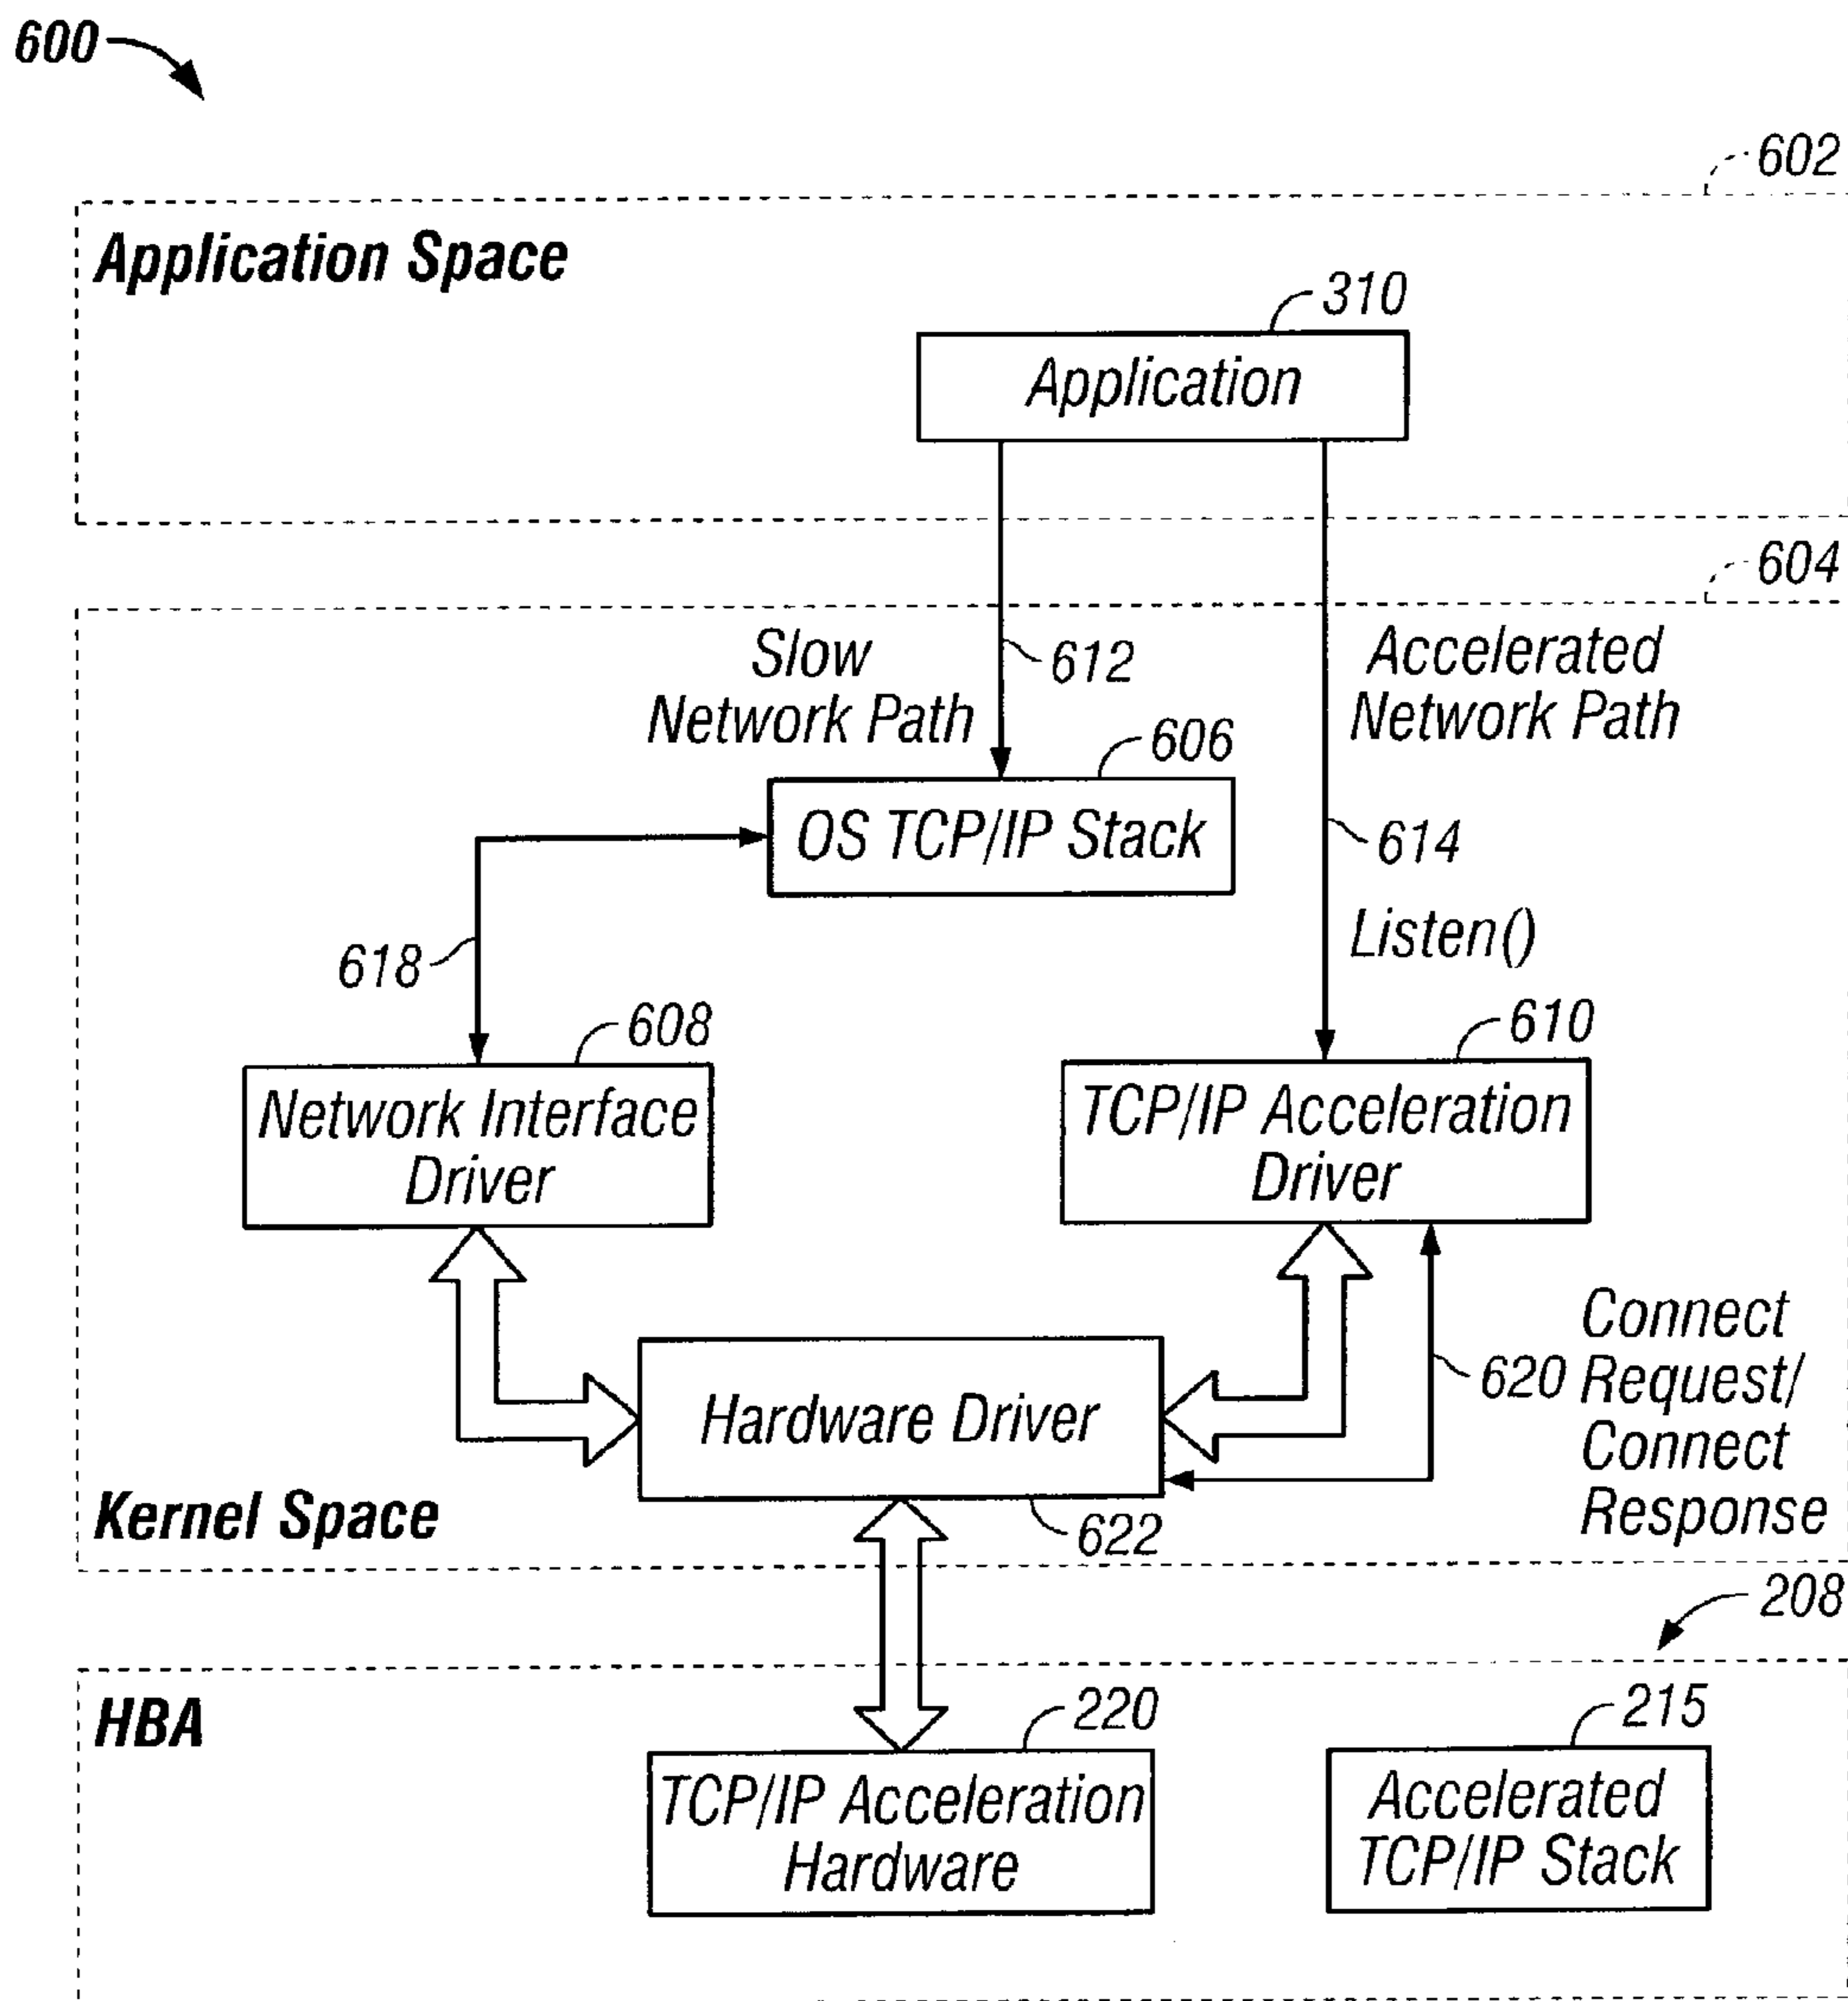 600
602
Application Space
310
Application
604
Slow
Network Path
612
Accelerated
Network Path
606
OS TCP/IP Stack
614
618
Listen()
608
610
Network Interface
Driver
TCP/IP Acceleration
Driver
Connect
Request/
Connect
Response
620
Hardware Driver
Kernel Space
622
208
HBA
220
215
TCP/IP Acceleration
Hardware
Accelerated
TCP/IP Stack